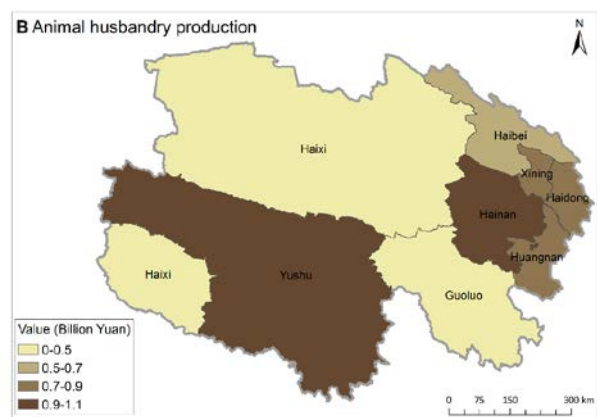 B Animal husbandry production
N
Haixi
Haibei
Xining
Haidong
Hainan
Huangnan
Haixi
Yushu
Guoluo
Value (Billion Yuan)
0-0.5
0.5-0.7
0.7-0.9
0.9-1.1
0 75 150 300 km